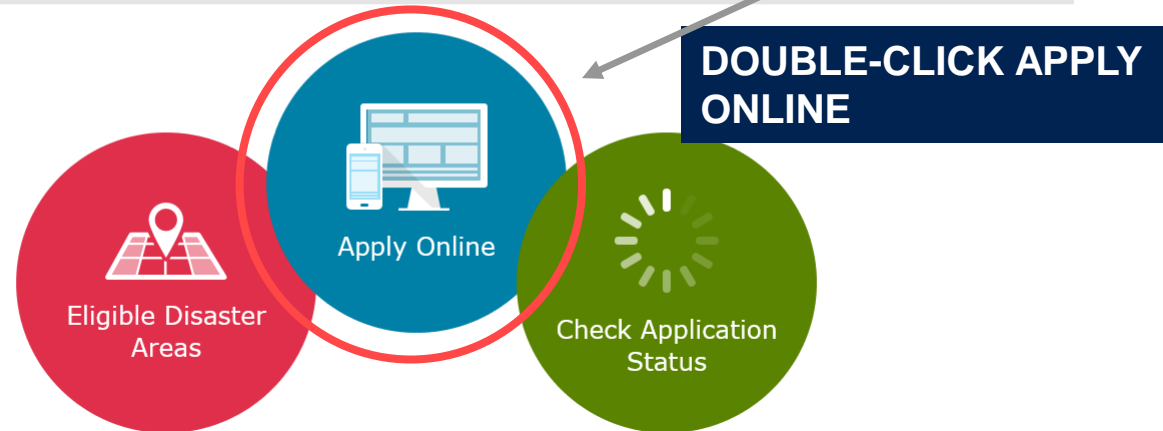 DOUBLE-CLICK APPLY
ONLINE
Apply Online
Eligible Disaster
Areas
Check Application
Status